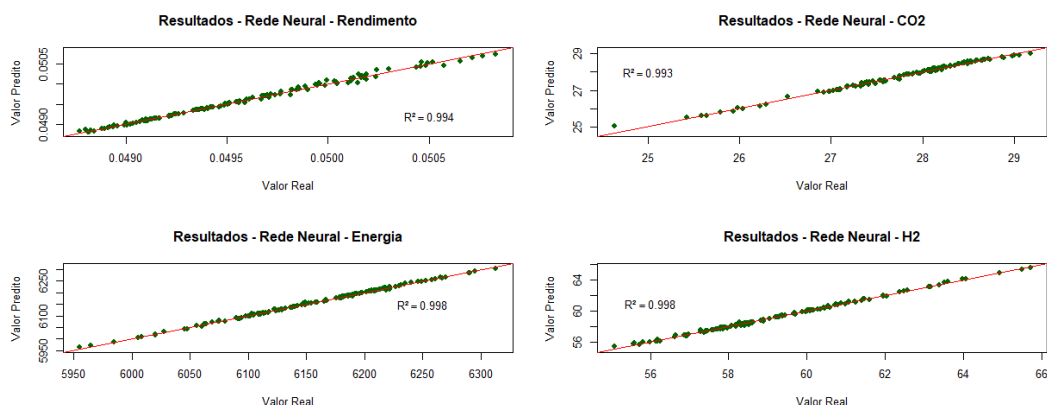 Resultados - Rede Neural - Rendimento
Valor Predito
0.0490 0.0505
R² = 0.994
0.0490 0.0495 0.0500 0.0505
Valor Real
Resultados - Rede Neural - CO2
Valor Predito
25 27 29
R² = 0.993
25 26 27 28 29
Valor Real
Resultados - Rede Neural - Energia
Valor Predito
5950 6100 6250
R² = 0.998
5950 6000 6050 6100 6150 6200 6250 6300
Valor Real
Resultados - Rede Neural - H2
Valor Predito
56 60 64
R² = 0.998
56 58 60 62 64 66
Valor Real